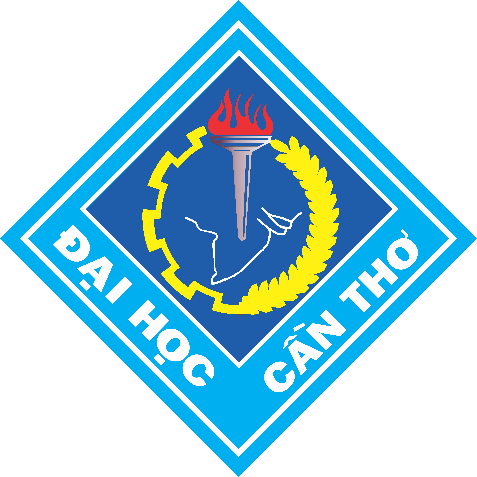 ĐẠI HỌC
CẦN THƠ